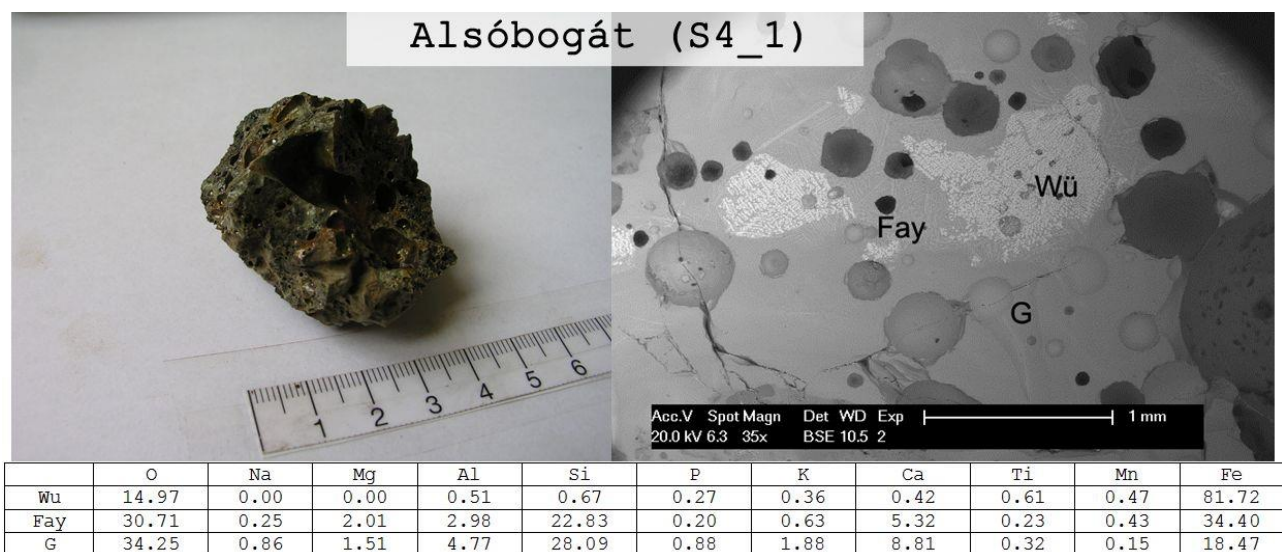 Alsóbogát (S4_1)
1 2 3 4 5 6
Wü
Fay
G
Acc.V Spot Magn Det WD Exp 1 mm
20.0 kV 6.3 35x BSE 10.5 2
O Na Mg Al Si P K Ca Ti Mn Fe
Wu 14.97 0.00 0.00 0.51 0.67 0.27 0.36 0.42 0.61 0.47 81.72
Fay 30.71 0.25 2.01 2.98 22.83 0.20 0.63 5.32 0.23 0.43 34.40
G 34.25 0.86 1.51 4.77 28.09 0.88 1.88 8.81 0.32 0.15 18.47